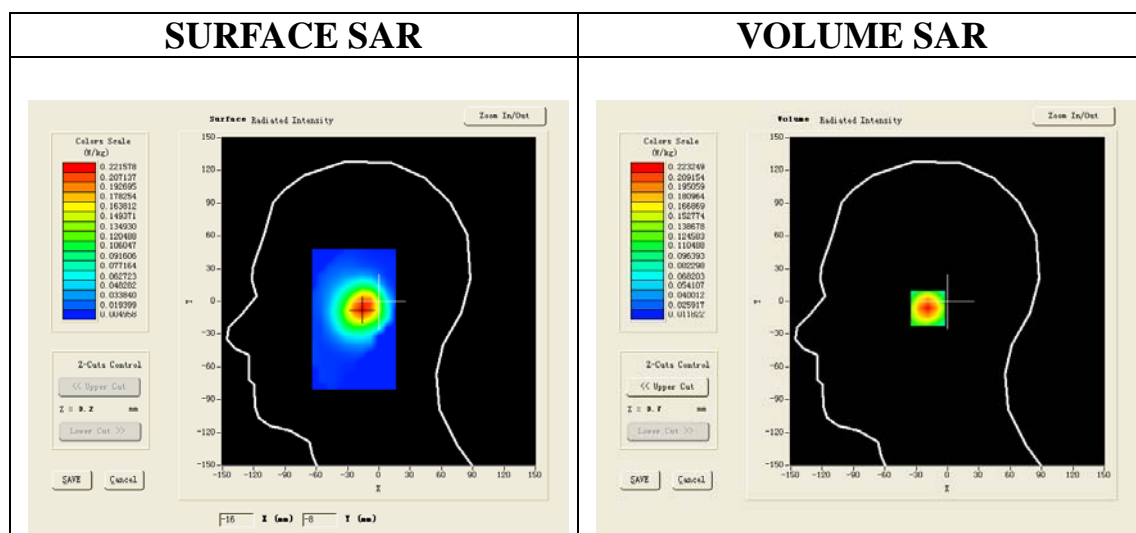 SURFACE SAR
VOLUME SAR
Surface Radiated Intensity
Zoom In/Out
Colors Scale
(W/kg)
0.221578
0.207137
0.192695
0.178254
0.163812
0.149371
0.134930
0.120488
0.106047
0.091606
0.077164
0.062723
0.048282
0.033840
0.019399
0.004958
150
120
90
60
30
0
-30
-60
-90
-120
-150
Y
-150 -120 -90 -60 -30 0 30 60 90 120 150
X
Z-Cuts Control
<< Upper Cut
Z = mm
Lower Cut >>
SAVE Cancel
-16 X (mm) -8 Y (mm)
Volume Radiated Intensity
Zoom In/Out
Colors Scale
(W/kg)
0.223249
0.209154
0.195059
0.180964
0.166869
0.152774
0.138678
0.124583
0.110488
0.096393
0.082298
0.068203
0.054107
0.040012
0.025917
0.011822
150
120
90
60
30
0
-30
-60
-90
-120
-150
Y
-150 -120 -90 -60 -30 0 30 60 90 120 150
X
Z-Cuts Control
<< Upper Cut
Z = mm
Lower Cut >>
SAVE Cancel